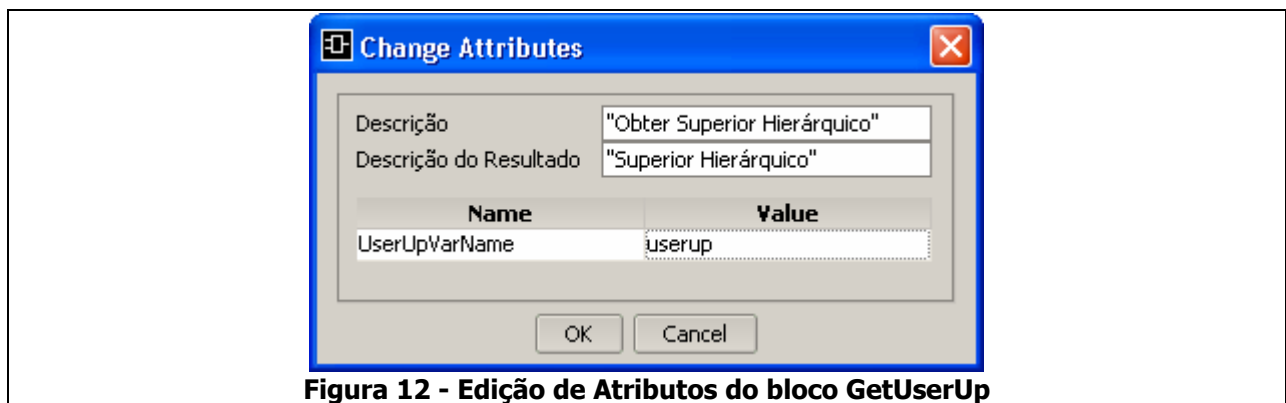 Change Attributes
Descrição "Obter Superior Hierárquico"
Descrição do Resultado "Superior Hierárquico"
Name Value
UserUpVarName userup
OK Cancel
Figura 12 - Edição de Atributos do bloco GetUserUp